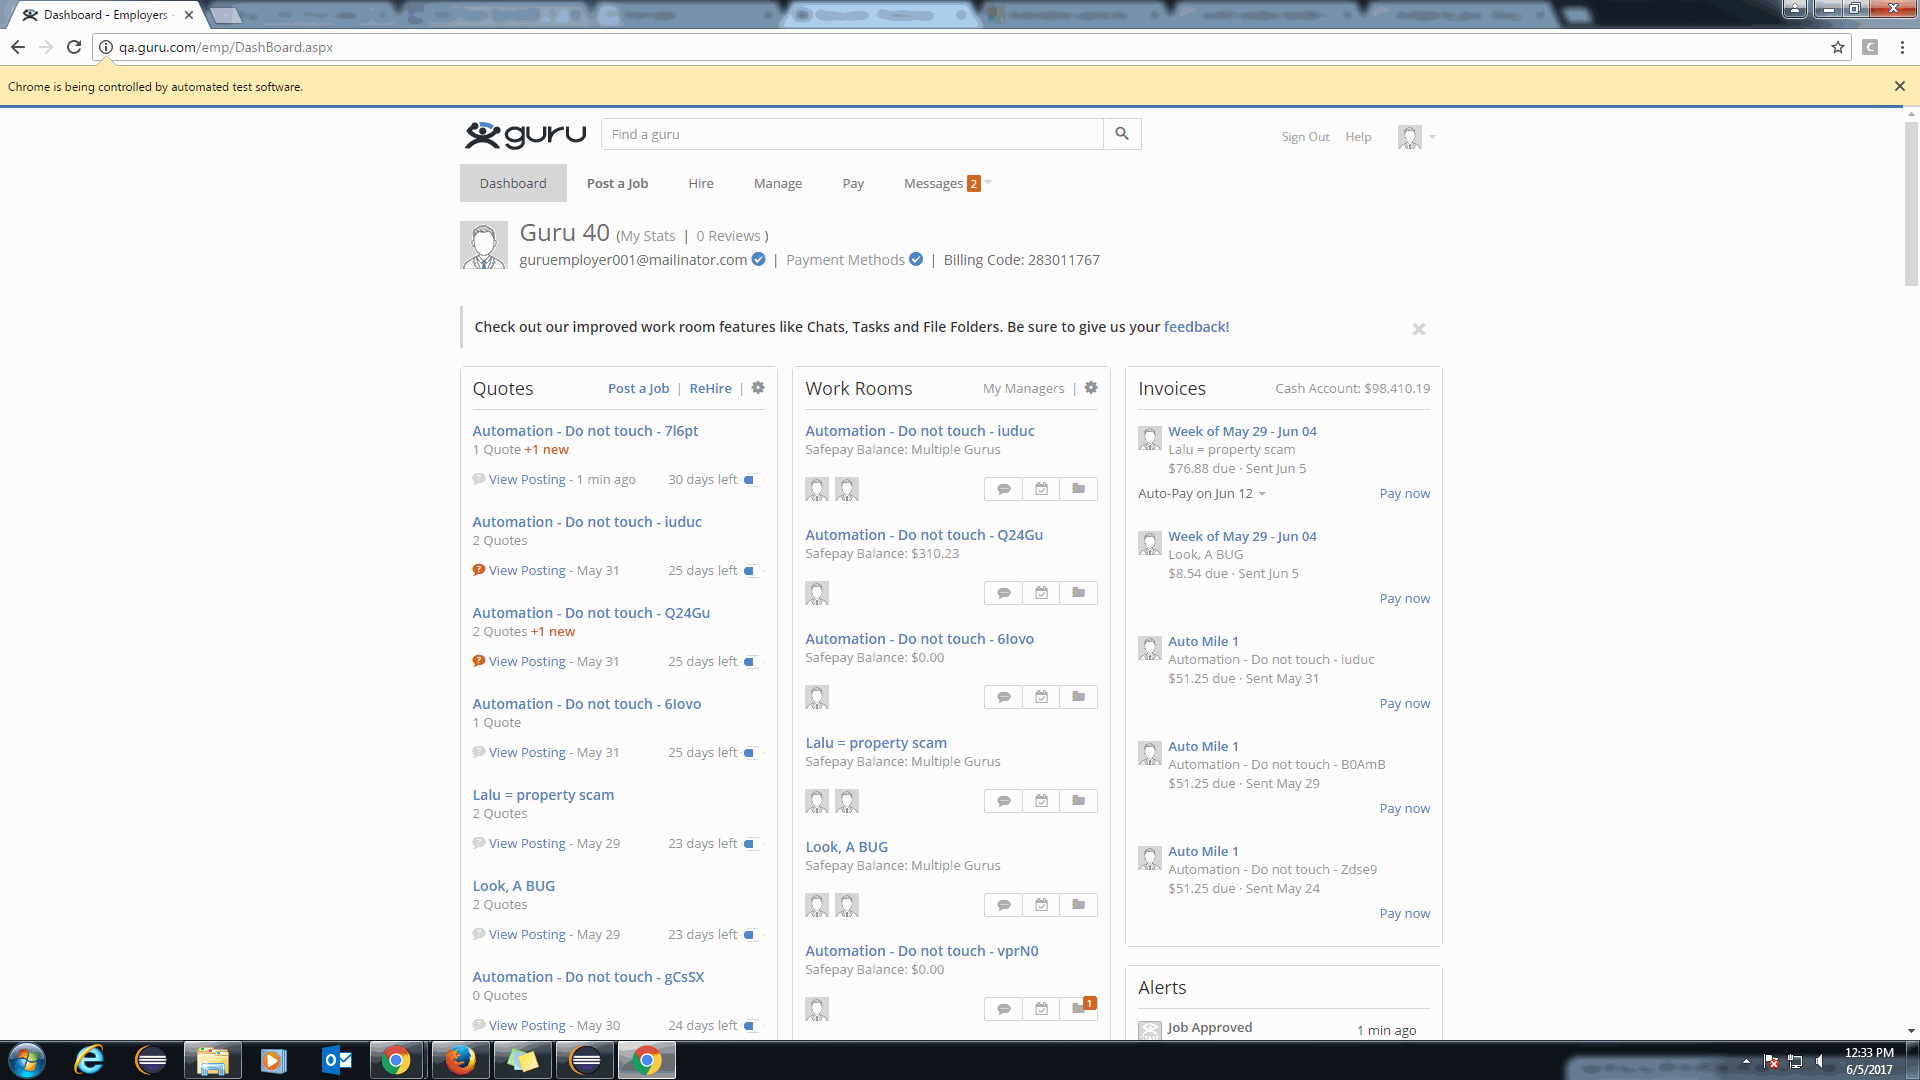 Dashboard - Employers -
qa.guru.com/emp/DashBoard.aspx
C
Chrome is being controlled by automated test software.
guru
Find a guru
Sign Out
Help
Dashboard
Post a Job
Hire
Manage
Pay
Messages 2
Guru 40 (My Stats | 0 Reviews )
guruemployer001@mailinator.com | Payment Methods | Billing Code: 283011767
Check out our improved work room features like Chats, Tasks and File Folders. Be sure to give us your feedback!
Quotes
Post a Job | ReHire |
Automation - Do not touch - 7l6pt
1 Quote +1 new
View Posting - 1 min ago
30 days left
Automation - Do not touch - iuduc
2 Quotes
View Posting - May 31
25 days left
Automation - Do not touch - Q24Gu
2 Quotes +1 new
View Posting - May 31
25 days left
Automation - Do not touch - 6Iovo
1 Quote
View Posting - May 31
25 days left
Lalu = property scam
2 Quotes
View Posting - May 29
23 days left
Look, A BUG
2 Quotes
View Posting - May 29
23 days left
Automation - Do not touch - gCsSX
0 Quotes
View Posting - May 30
24 days left
Work Rooms
My Managers |
Automation - Do not touch - iuduc
Safepay Balance: Multiple Gurus
Automation - Do not touch - Q24Gu
Safepay Balance: $310.23
Automation - Do not touch - 6Iovo
Safepay Balance: $0.00
Lalu = property scam
Safepay Balance: Multiple Gurus
Look, A BUG
Safepay Balance: Multiple Gurus
Automation - Do not touch - vprN0
Safepay Balance: $0.00
1
Invoices
Cash Account: $98,410.19
Week of May 29 - Jun 04
Lalu = property scam
$76.88 due · Sent Jun 5
Auto-Pay on Jun 12
Pay now
Week of May 29 - Jun 04
Look, A BUG
$8.54 due · Sent Jun 5
Pay now
Auto Mile 1
Automation - Do not touch - iuduc
$51.25 due · Sent May 31
Pay now
Auto Mile 1
Automation - Do not touch - B0AmB
$51.25 due · Sent May 29
Pay now
Auto Mile 1
Automation - Do not touch - Zdse9
$51.25 due · Sent May 24
Pay now
Alerts
Job Approved
1 min ago
12:33 PM
6/5/2017